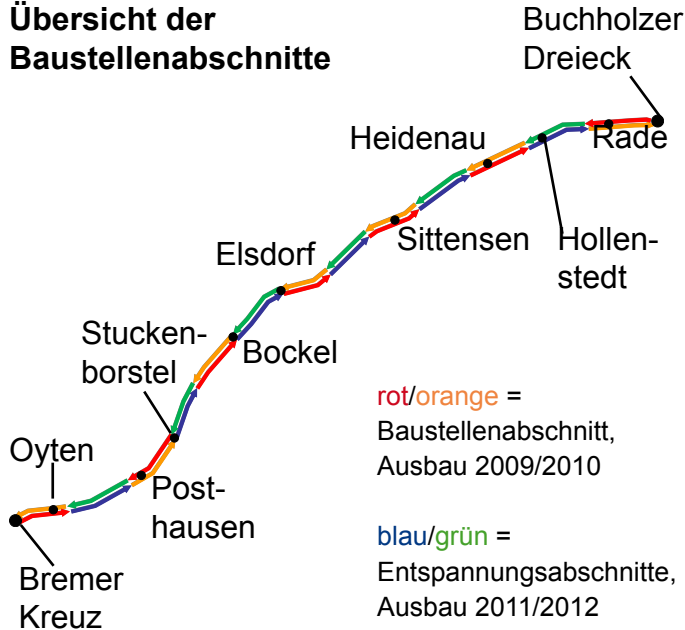 Übersicht der
Baustellenabschnitte
Buchholzer
Dreieck
Heidenau
Rade
Sittensen
Hollen-
stedt
Elsdorf
Stucken-
borstel
Bockel
Oyten
Post-
hausen
Bremer
Kreuz
rot/orange =
Baustellenabschnitt,
Ausbau 2009/2010
blau/grün =
Entspannungsabschnitte,
Ausbau 2011/2012